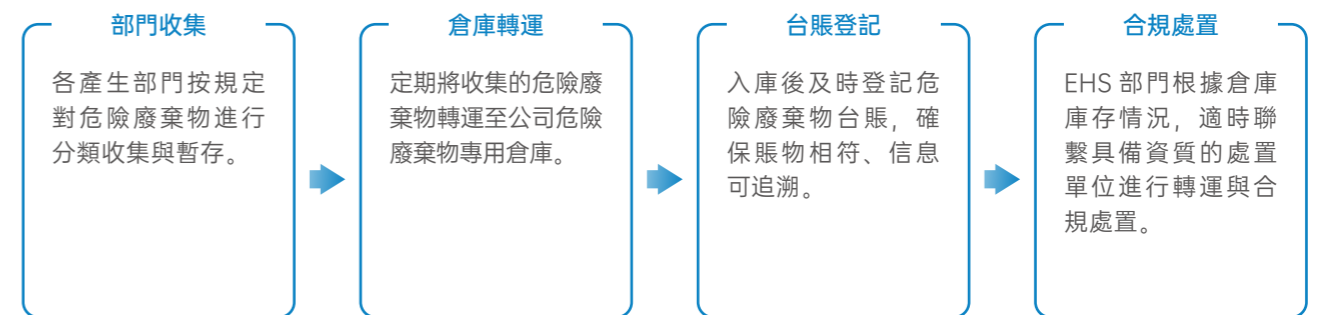 部門收集
各產生部門按規定
對危險廢棄物進行
分類收集與暫存。
倉庫轉運
定期將收集的危險廢
棄物轉運至公司危險
廢棄物專用倉庫。
台賬登記
入庫後及時登記危
險廢棄物台賬，確
保賬物相符、信息
可追溯。
合規處置
EHS 部門根據倉庫
庫存情況，適時聯
繫具備資質的處置
單位進行轉運與合
規處置。